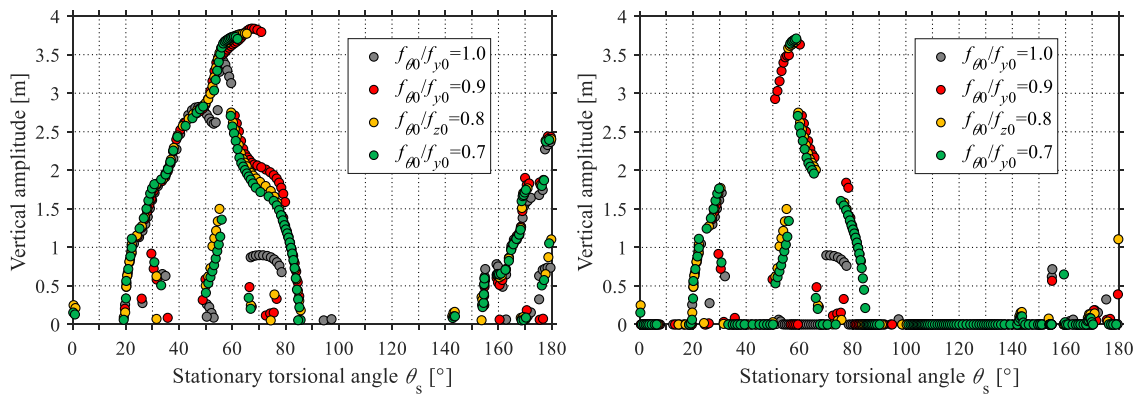 4
3.5
3
2.5
2
1.5
1
0.5
0
Vertical amplitude [m]
0 20 40 60 80 100 120 140 160 180
Stationary torsional angle θs [°]
fθ0/fy0=1.0
fθ0/fy0=0.9
fθ0/fz0=0.8
fθ0/fy0=0.7
4
3.5
3
2.5
2
1.5
1
0.5
0
Vertical amplitude [m]
0 20 40 60 80 100 120 140 160 180
Stationary torsional angle θs [°]
fθ0/fy0=1.0
fθ0/fy0=0.9
fθ0/fz0=0.8
fθ0/fy0=0.7